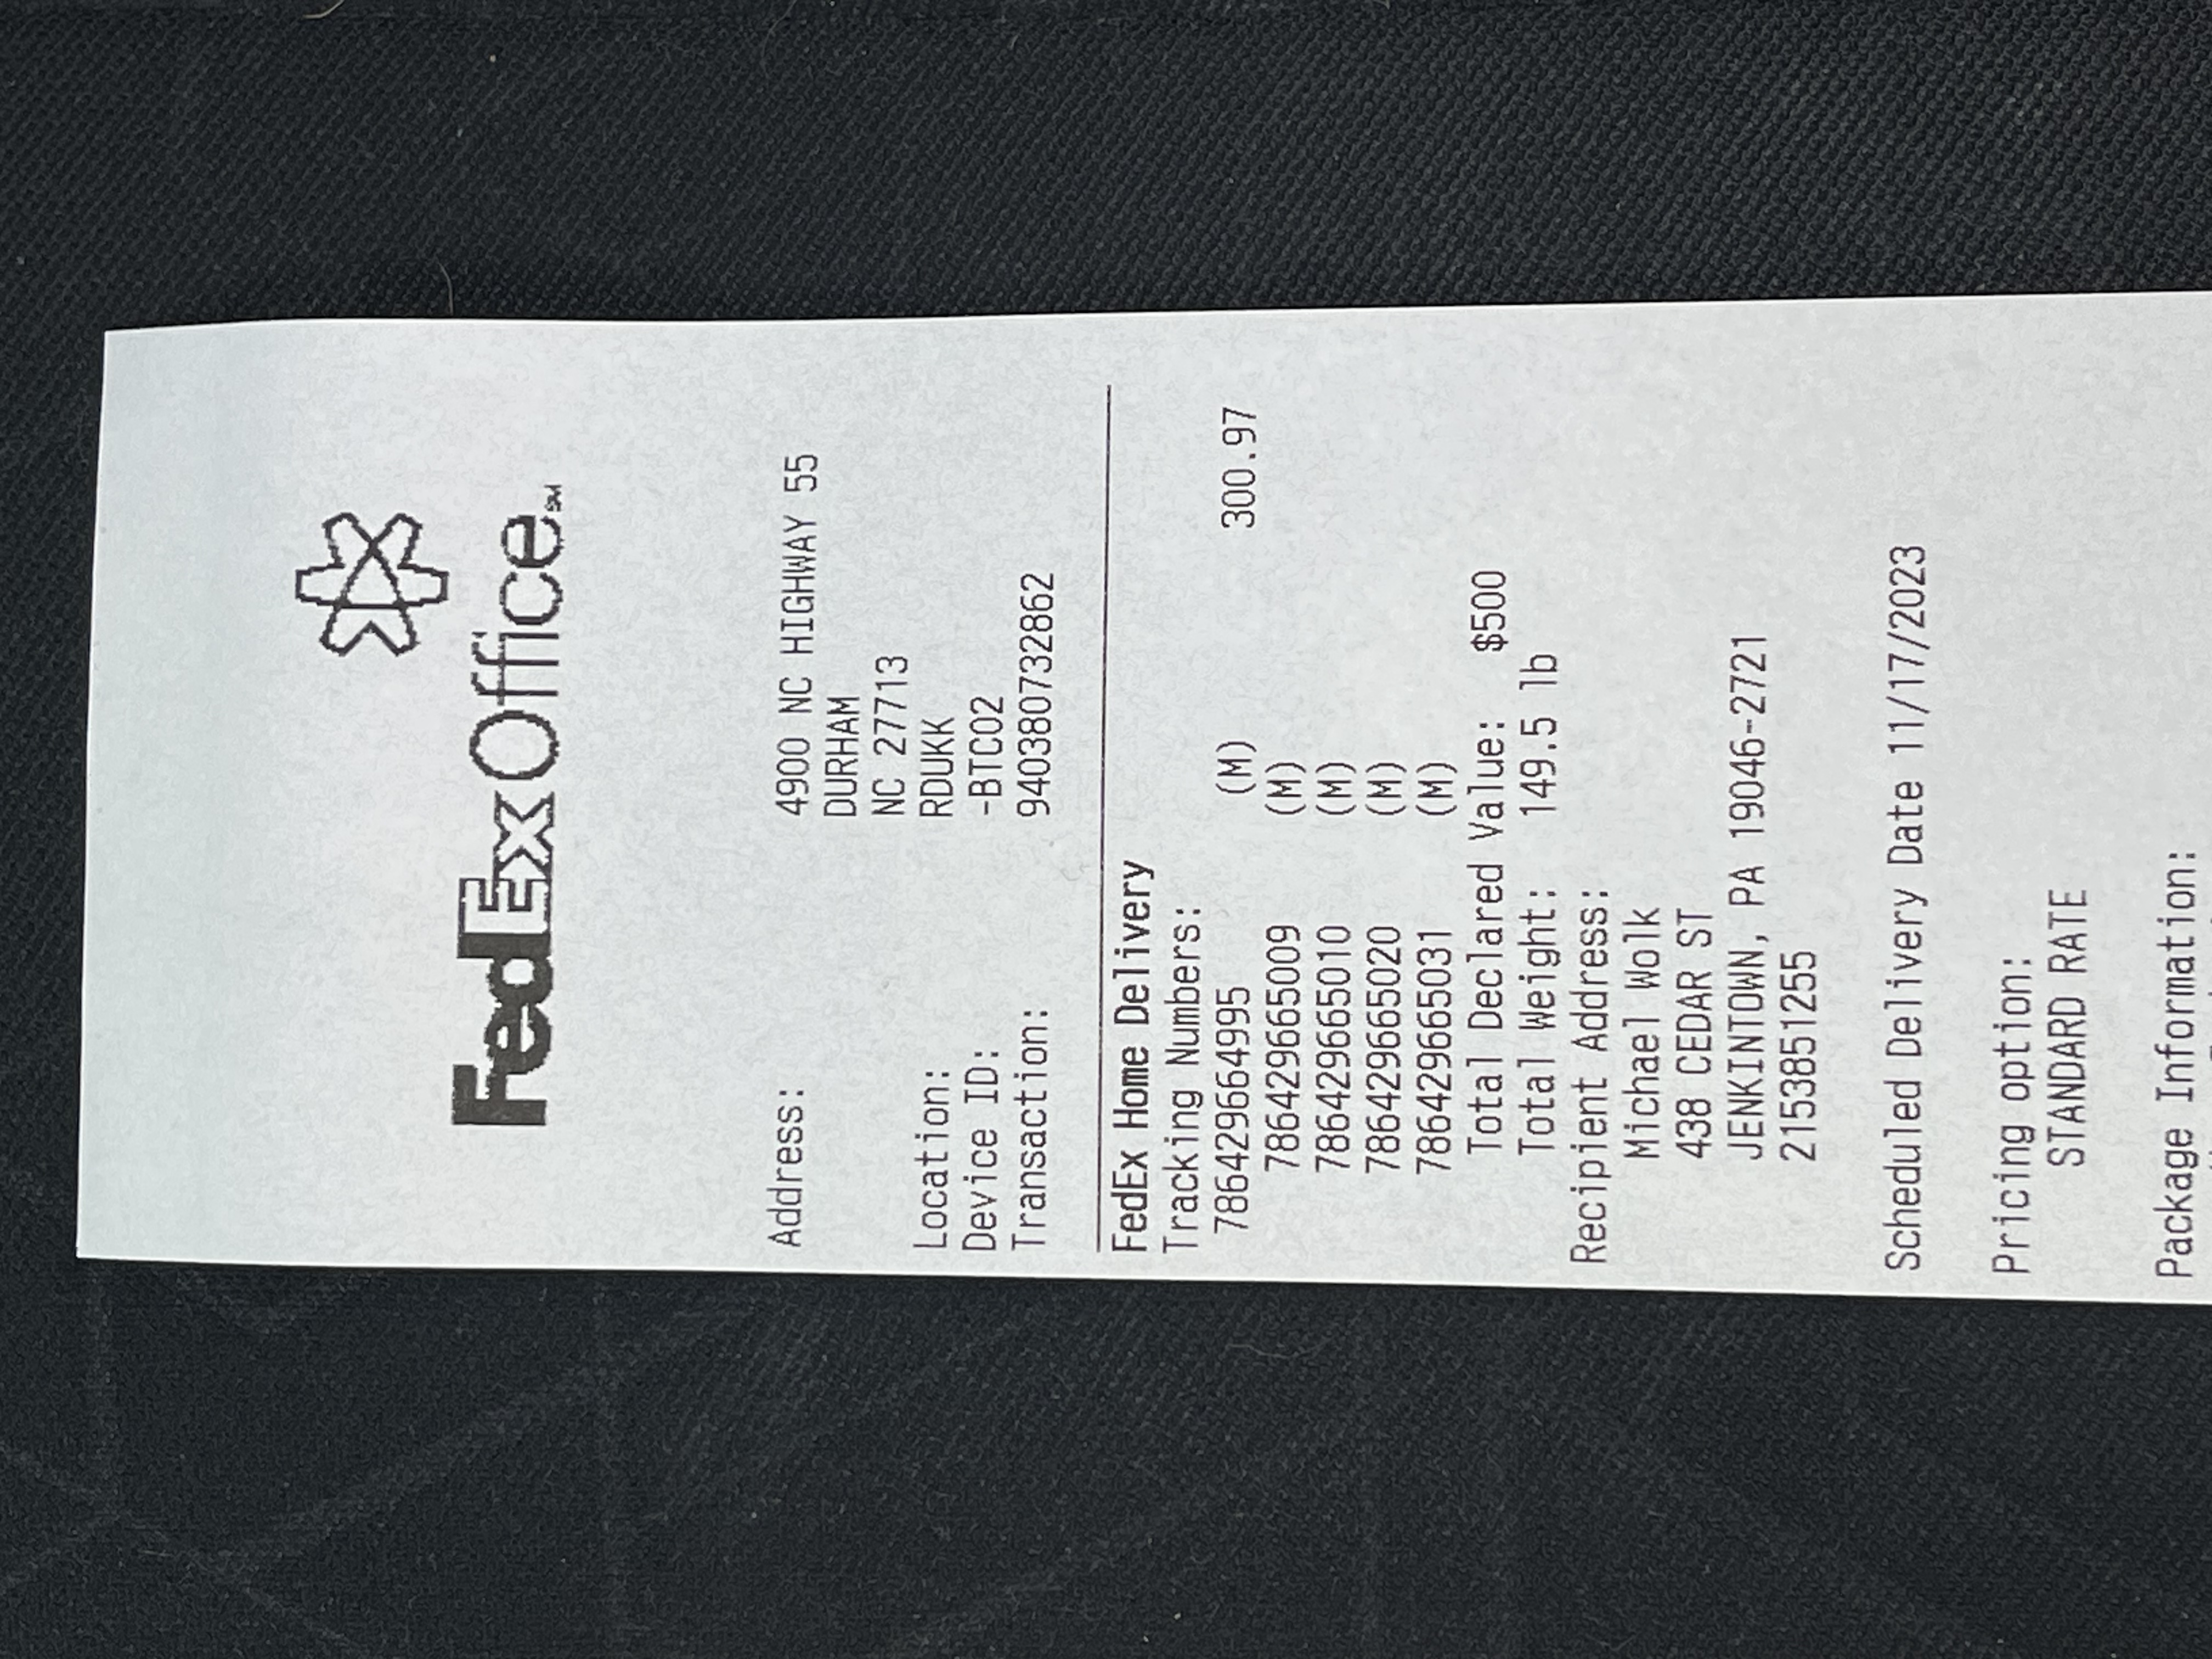 FedEx Office SM
Address: 4900 NC HIGHWAY 55
DURHAM
NC 27713
Location: RDUKK
Device ID: -BTC02
Transaction: 940380732862
FedEx Home Delivery
Tracking Numbers:
786429664995 (M) 300.97
786429665009 (M)
786429665010 (M)
786429665020 (M)
786429665031 (M)
Total Declared Value: $500
Total Weight: 149.5 lb
Recipient Address:
Michael Wolk
438 CEDAR ST
JENKINTOWN, PA 19046-2721
2153851255
Scheduled Delivery Date 11/17/2023
Pricing option:
STANDARD RATE
Package Information: